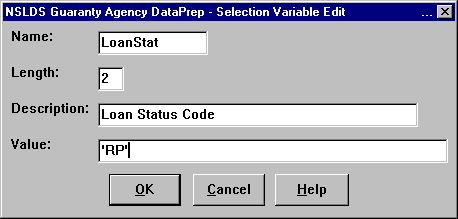 NSLDS Guaranty Agency DataPrep - Selection Variable Edit ...
Name: LoanStat
Length: 2
Description: Loan Status Code
Value: 'RP'
OK Cancel Help